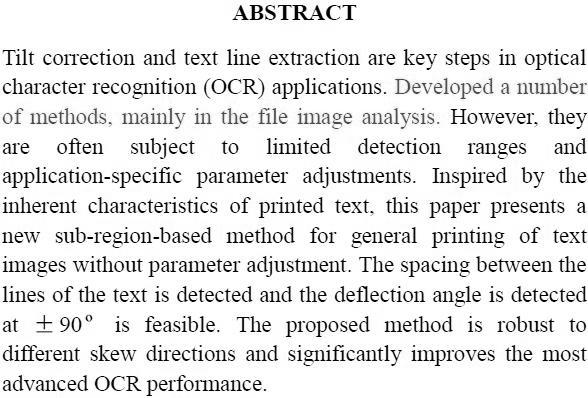 ABSTRACT
Tilt correction and text line extraction are key steps in optical
character recognition (OCR) applications. Developed a number
of methods, mainly in the file image analysis. However, they
are often subject to limited detection ranges and
application-specific parameter adjustments. Inspired by the
inherent characteristics of printed text, this paper presents a
new sub-region-based method for general printing of text
images without parameter adjustment. The spacing between the
lines of the text is detected and the deflection angle is detected
at ± 90° is feasible. The proposed method is robust to
different skew directions and significantly improves the most
advanced OCR performance.